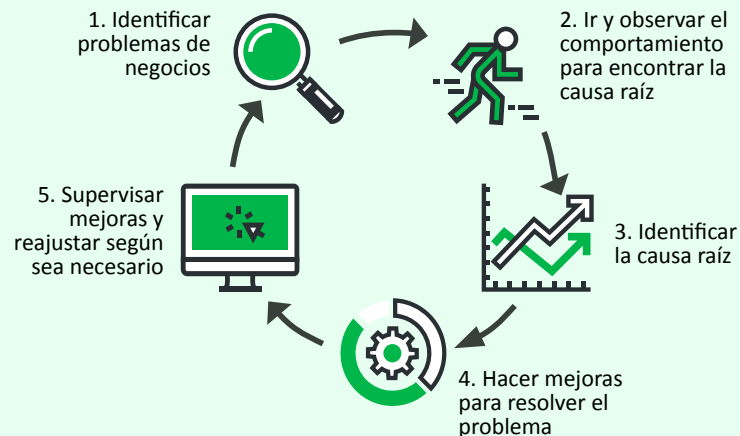 1. Identificar
problemas de
negocios
2. Ir y observar el
comportamiento
para encontrar la
causa raíz
3. Identificar
la causa raíz
4. Hacer mejoras
para resolver el
problema
5. Supervisar
mejoras y
reajustar según
sea necesario